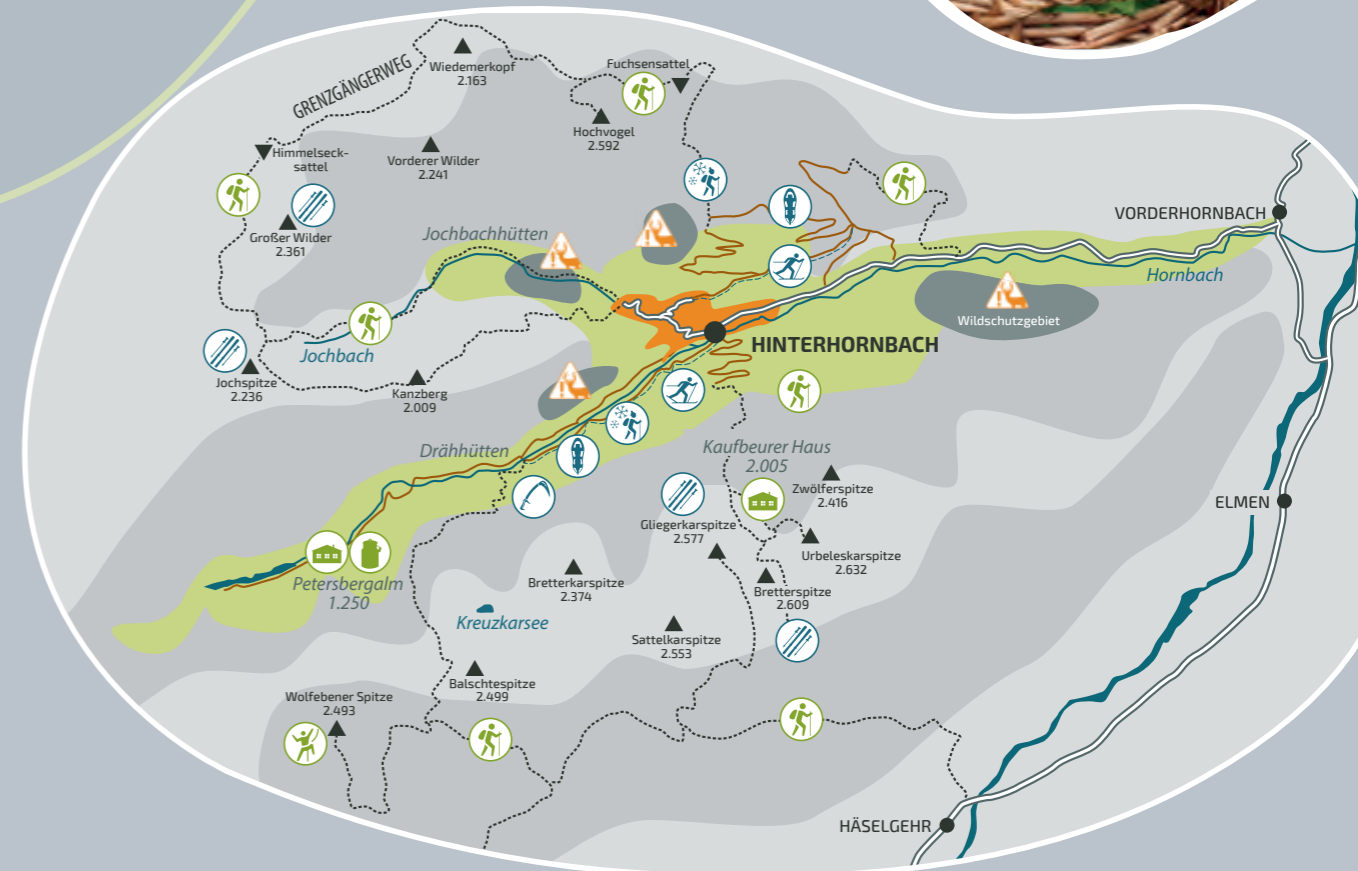 GRENZGÄNGERWEG
Wiedemerkopf
2.163
Fuchsensattel
Hochvogel
2.592
Himmelseck-
sattel
Vorderer Wilder
2.241
Großer Wilder
2.361
Jochbachhütten
VORDERHORNBACH
Hornbach
Wildschutzgebiet
HINTERHORNBACH
Jochbach
Jochspitze
2.236
Kanzberg
2.009
Drähhütten
Kaufbeurer Haus
2.005
Zwölferspitze
2.416
ELMEN
Gliegerkarspitze
2.577
Urbeleskarspitze
2.632
Bretterkarspitze
2.374
Bretterspitze
2.609
Petersbergalm
1.250
Kreuzkarsee
Sattelkarspitze
2.553
Balschtespitze
2.499
Wolfebener Spitze
2.493
HÄSELGEHR